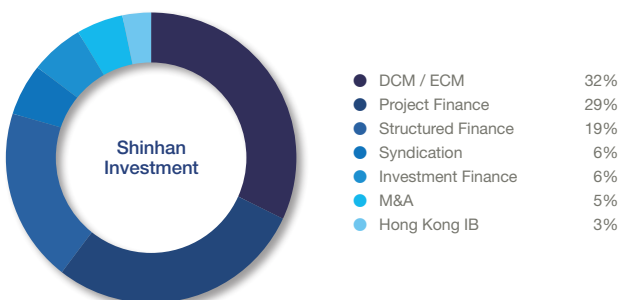 Shinhan
Investment
DCM / ECM 32%
Project Finance 29%
Structured Finance 19%
Syndication 6%
Investment Finance 6%
M&A 5%
Hong Kong IB 3%